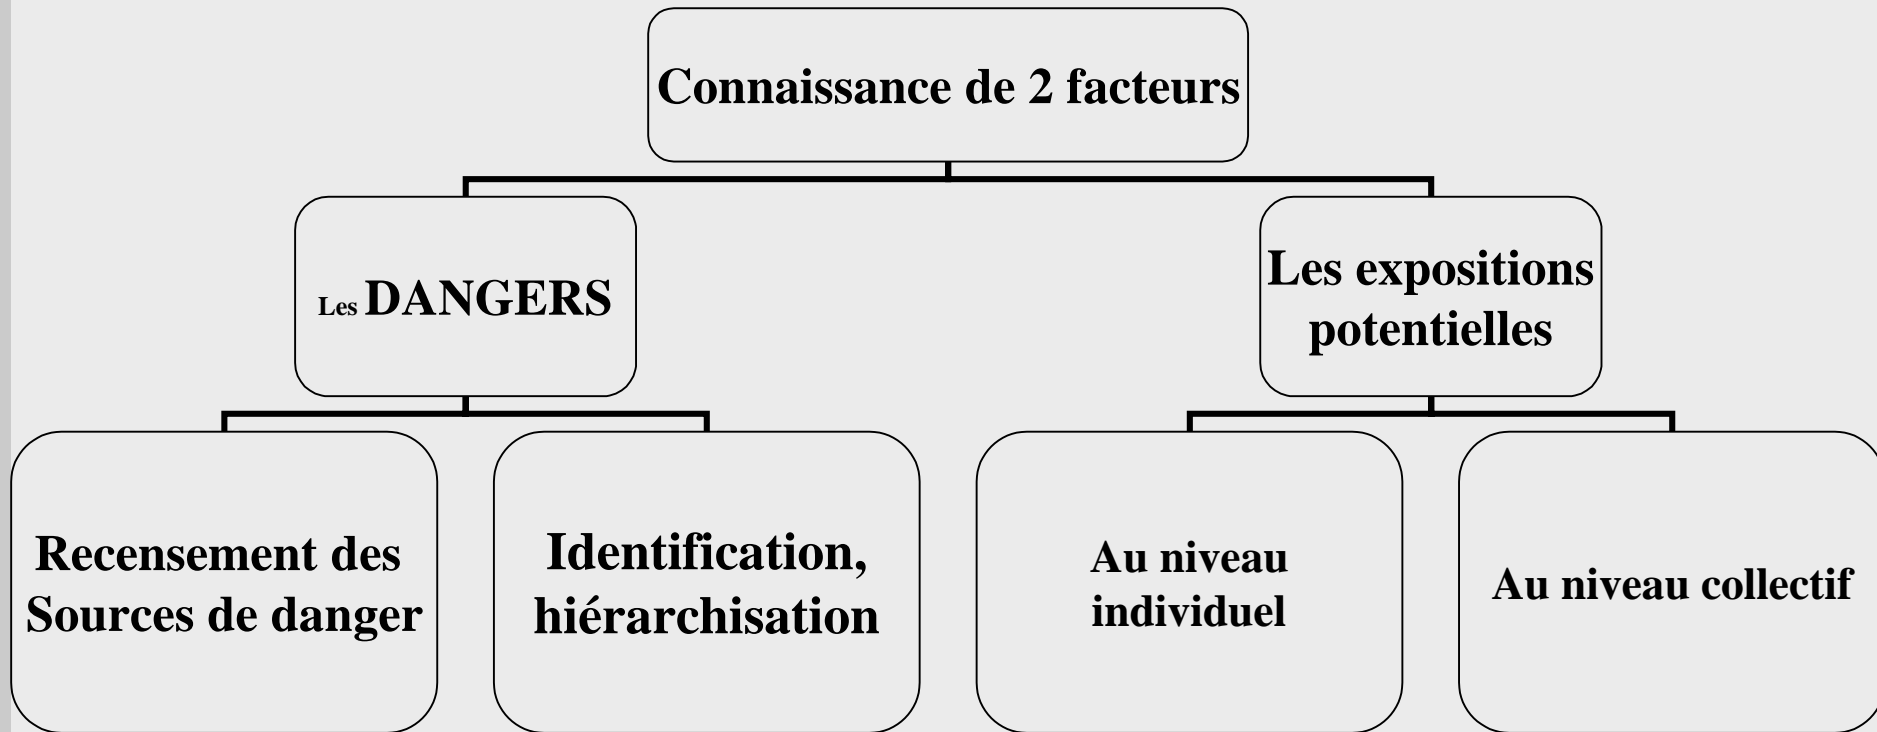 Connaissance de 2 facteurs
Les DANGERS
Les expositions
potentielles
Recensement des
Sources de danger
Identification,
hiérarchisation
Au niveau
individuel
Au niveau collectif